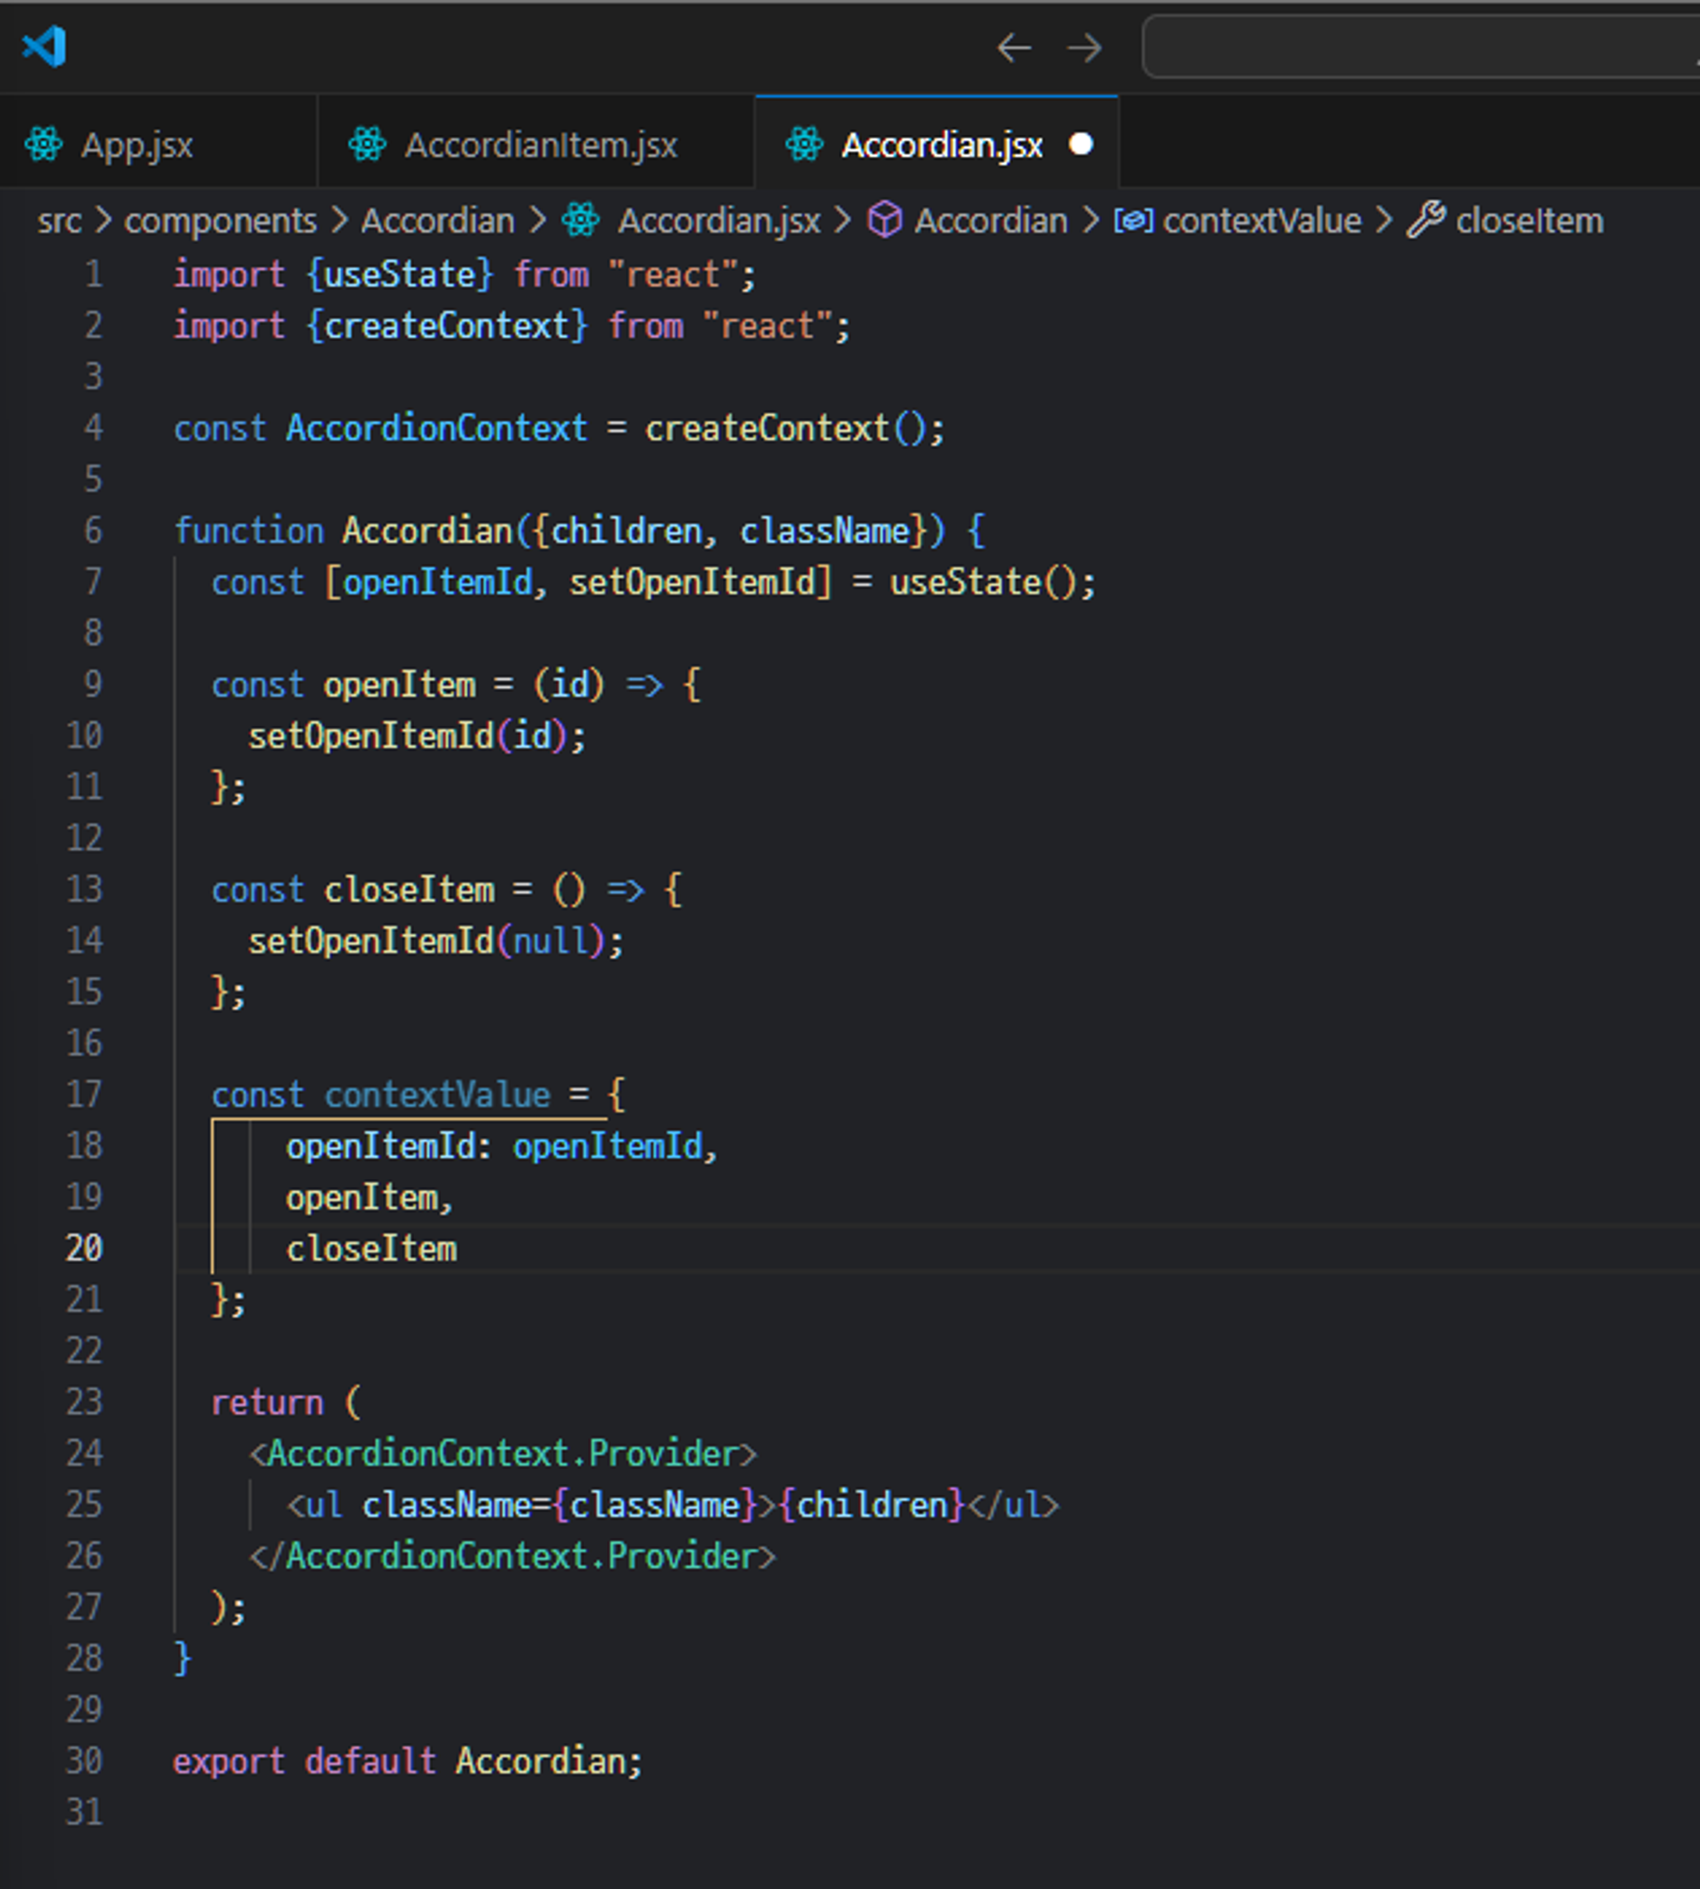 App.jsx AccordianItem.jsx Accordian.jsx
src > components > Accordian > Accordian.jsx > Accordian > contextValue > closeItem
1 import {useState} from "react";
2 import {createContext} from "react";
3
4 const AccordionContext = createContext();
5
6 function Accordian({children, className}) {
7 const [openItemId, setOpenItemId] = useState();
8
9 const openItem = (id) => {
10 setOpenItemId(id);
11 };
12
13 const closeItem = () => {
14 setOpenItemId(null);
15 };
16
17 const contextValue = {
18 openItemId: openItemId,
19 openItem,
20 closeItem
21 };
22
23 return (
24 <AccordionContext.Provider>
25 <ul className={className}>{children}</ul>
26 </AccordionContext.Provider>
27 );
28 }
29
30 export default Accordian;
31